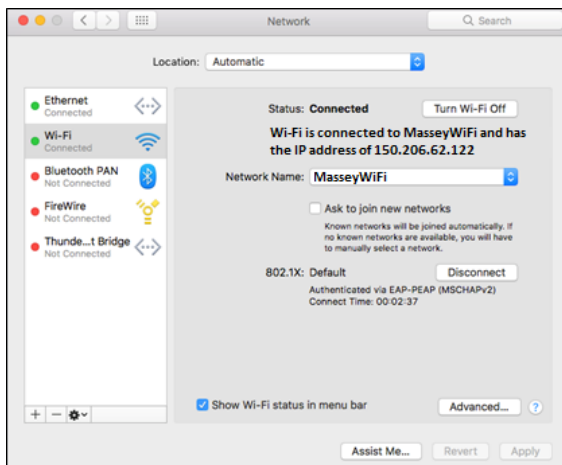 Network
Search
Location: Automatic
Ethernet
Connected
Wi-Fi
Connected
Bluetooth PAN
Not Connected
FireWire
Not Connected
Thunde...t Bridge
Not Connected
Status: Connected
Turn Wi-Fi Off
Wi-Fi is connected to MasseyWiFi and has
the IP address of 150.206.62.122
Network Name: MasseyWiFi
Ask to join new networks
Known networks will be joined automatically. If
no known networks are available, you will have
to manually select a network.
802.1X: Default
Disconnect
Authenticated via EAP-PEAP (MSCHAPv2)
Connect Time: 00:02:37
Show Wi-Fi status in menu bar
Advanced...
?
Assist Me...
Revert
Apply